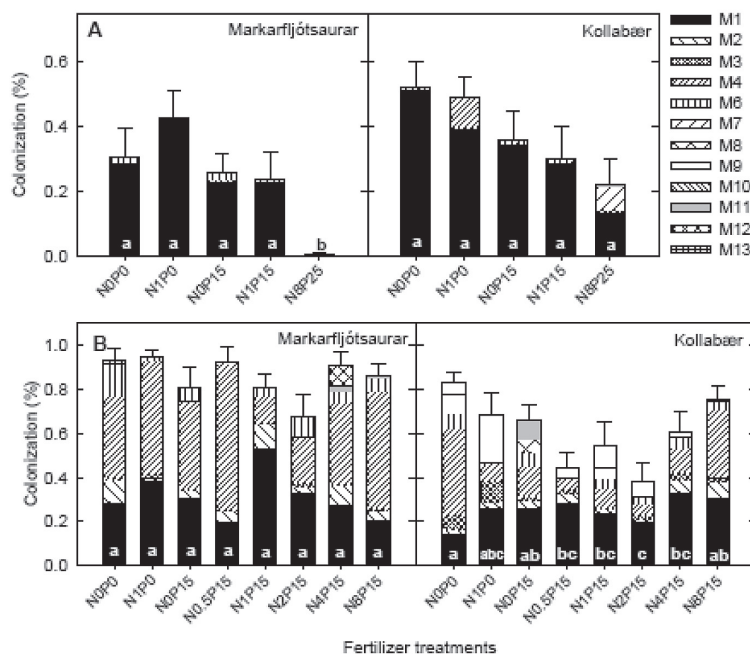 A
Markarfljótsaurar
Kollabær
Colonization (%)
0.6
0.4
0.2
0.0
a
a
a
a
b
a
a
a
a
a
N0P0
N1P0
N0P15
N1P15
N8P25
N0P0
N1P0
N0P15
N1P15
N8P25
M1
M2
M3
M4
M6
M7
M8
M9
M10
M11
M12
M13
B
Markarfljótsaurar
Kollabær
Colonization (%)
1.0
0.8
0.6
0.4
0.2
0.0
a
a
a
a
a
a
a
a
a
abc
ab
bc
bc
c
bc
ab
N0P0
N1P0
N0P15
N0.5P15
N1P15
N2P15
N4P15
N8P15
N0P0
N1P0
N0P15
N0.5P15
N1P15
N2P15
N4P15
N8P15
Fertilizer treatments